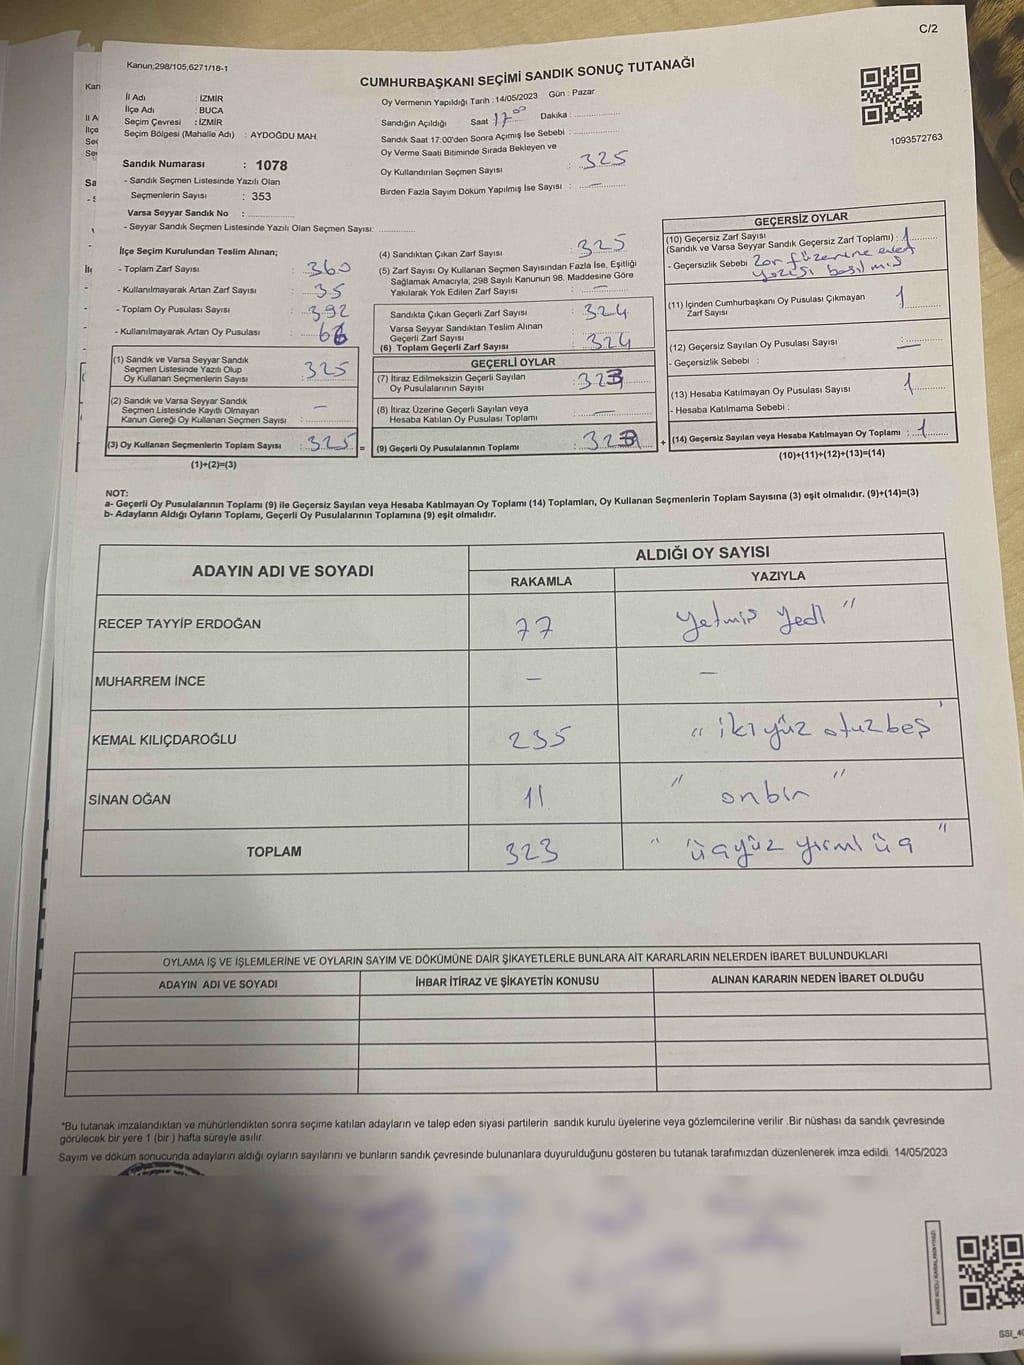 C/2
Kanun,298/105,6271/18-1
CUMHURBAŞKANI SEÇİMİ SANDIK SONUÇ TUTANAĞI
İl Adı : İZMİR
İlçe Adı : BUCA
Seçim Çevresi : İZMİR
Seçim Bölgesi (Mahalle Adı) : AYDOĞDU MAH.
Sandık Numarası : 1078
- Sandık Seçmen Listesinde Yazılı Olan
Seçmenlerin Sayısı : 353
Varsa Seyyar Sandık No :
- Seyyar Sandık Seçmen Listesinde Yazılı Olan Seçmen Sayısı:
Oy Vermenin Yapıldığı Tarih : 14/05/2023 Gün : Pazar
Sandığın Açıldığı Saat 17 00 Dakika :
Sandık Saat 17:00'den Sonra Açımış İse Sebebi :
Oy Verme Saati Bitiminde Sırada Bekleyen ve
Oy Kullandırılan Seçmen Sayısı : 325
Birden Fazla Sayım Döküm Yapılmış İse Sayısı : —
1093572763
İlçe Seçim Kurulundan Teslim Alınan;
- Toplam Zarf Sayısı : 360
- Kullanılmayarak Artan Zarf Sayısı : 35
- Toplam Oy Pusulası Sayısı : 392
- Kullanılmayarak Artan Oy Pusulası :
(1) Sandık ve Varsa Seyyar Sandık
Seçmen Listesinde Yazılı Olup
Oy Kullanan Seçmenlerin Sayısı : 325
(2) Sandık ve Varsa Seyyar Sandık
Seçmen Listesinde Kayıtlı Olmayan
Kanun Gereği Oy Kullanan Seçmen Sayısı : —
(3) Oy Kullanan Seçmenlerin Toplam Sayısı : 325 =
(1)+(2)=(3)
(4) Sandıktan Çıkan Zarf Sayısı : 325
(5) Zarf Sayısı Oy Kullanan Seçmen Sayısından Fazla İse, Eşitliği
Sağlamak Amacıyla, 298 Sayılı Kanunun 98. Maddesine Göre
Yakılarak Yok Edilen Zarf Sayısı : —
Sandıkta Çıkan Geçerli Zarf Sayısı : 324
Varsa Seyyar Sandıktan Teslim Alınan
Geçerli Zarf Sayısı
(6) Toplam Geçerli Zarf Sayısı : 324
GEÇERLİ OYLAR
(7) İtiraz Edilmeksizin Geçerli Sayılan
Oy Pusulalarının Sayısı : 323
(8) İtiraz Üzerine Geçerli Sayılan veya
Hesaba Katılan Oy Pusulası Toplamı : —
(9) Geçerli Oy Pusulalarının Toplamı : 323 +
GEÇERSİZ OYLAR
(10) Geçersiz Zarf Sayısı
(Sandık ve Varsa Seyyar Sandık Geçersiz Zarf Toplamı) : 1
- Geçersizlik Sebebi Zarf üzerine evet
yazısı basılmış
(11) İçinden Cumhurbaşkanı Oy Pusulası Çıkmayan
Zarf Sayısı 1
(12) Geçersiz Sayılan Oy Pusulası Sayısı : —
- Geçersizlik Sebebi :
(13) Hesaba Katılmayan Oy Pusulası Sayısı : 1
- Hesaba Katılmama Sebebi :
(14) Geçersiz Sayılan veya Hesaba Katılmayan Oy Toplamı : 1
(10)+(11)+(12)+(13)=(14)
NOT:
a- Geçerli Oy Pusulalarının Toplamı (9) ile Geçersiz Sayılan veya Hesaba Katılmayan Oy Toplamı (14) Toplamları, Oy Kullanan Seçmenlerin Toplam Sayısına (3) eşit olmalıdır. (9)+(14)=(3)
b- Adayların Aldığı Oyların Toplamı, Geçerli Oy Pusulalarının Toplamına (9) eşit olmalıdır.
ADAYIN ADI VE SOYADI
ALDIĞI OY SAYISI
RAKAMLA YAZIYLA
RECEP TAYYİP ERDOĞAN 77 yetmiş yedi "
MUHARREM İNCE — —
KEMAL KILIÇDAROĞLU 235 " ikiyüz otuzbeş '
SİNAN OĞAN 11 " onbir "
TOPLAM 323 " üçyüz yirmi üç "
OYLAMA İŞ VE İŞLEMLERİNE VE OYLARIN SAYIM VE DÖKÜMÜNE DAİR ŞİKAYETLERLE BUNLARA AİT KARARLARIN NELERDEN İBARET BULUNDUKLARI
ADAYIN ADI VE SOYADI İHBAR İTİRAZ VE ŞİKAYETİN KONUSU ALINAN KARARIN NEDEN İBARET OLDUĞU
*Bu tutanak imzalandıktan ve mühürlendikten sonra seçime katılan adayların ve talep eden siyasi partilerin sandık kurulu üyelerine veya gözlemcilerine verilir .Bir nüshası da sandık çevresinde
görülecek bir yere 1 (bir ) hafta süreyle asılır.
Sayım ve döküm sonucunda adayların aldığı oyların sayılarını ve bunların sandık çevresinde bulunanlara duyurulduğunu gösteren bu tutanak tarafımızdan düzenlenerek imza edildi. 14/05/2023